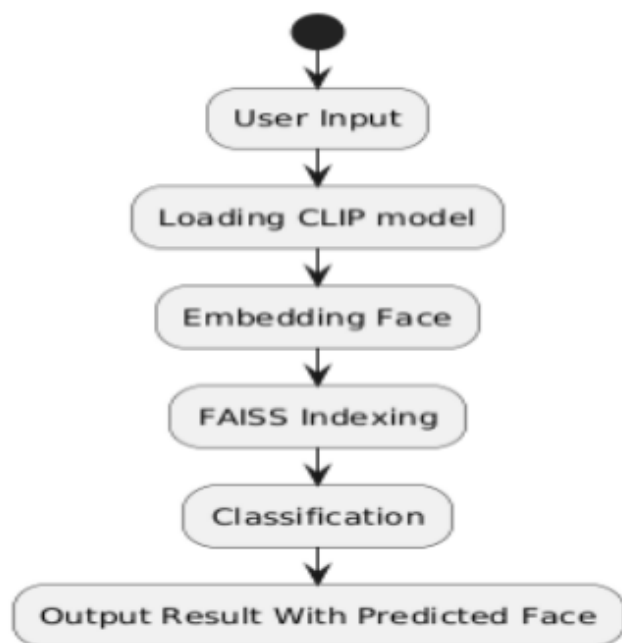 User Input
Loading CLIP model
Embedding Face
FAISS Indexing
Classification
Output Result With Predicted Face